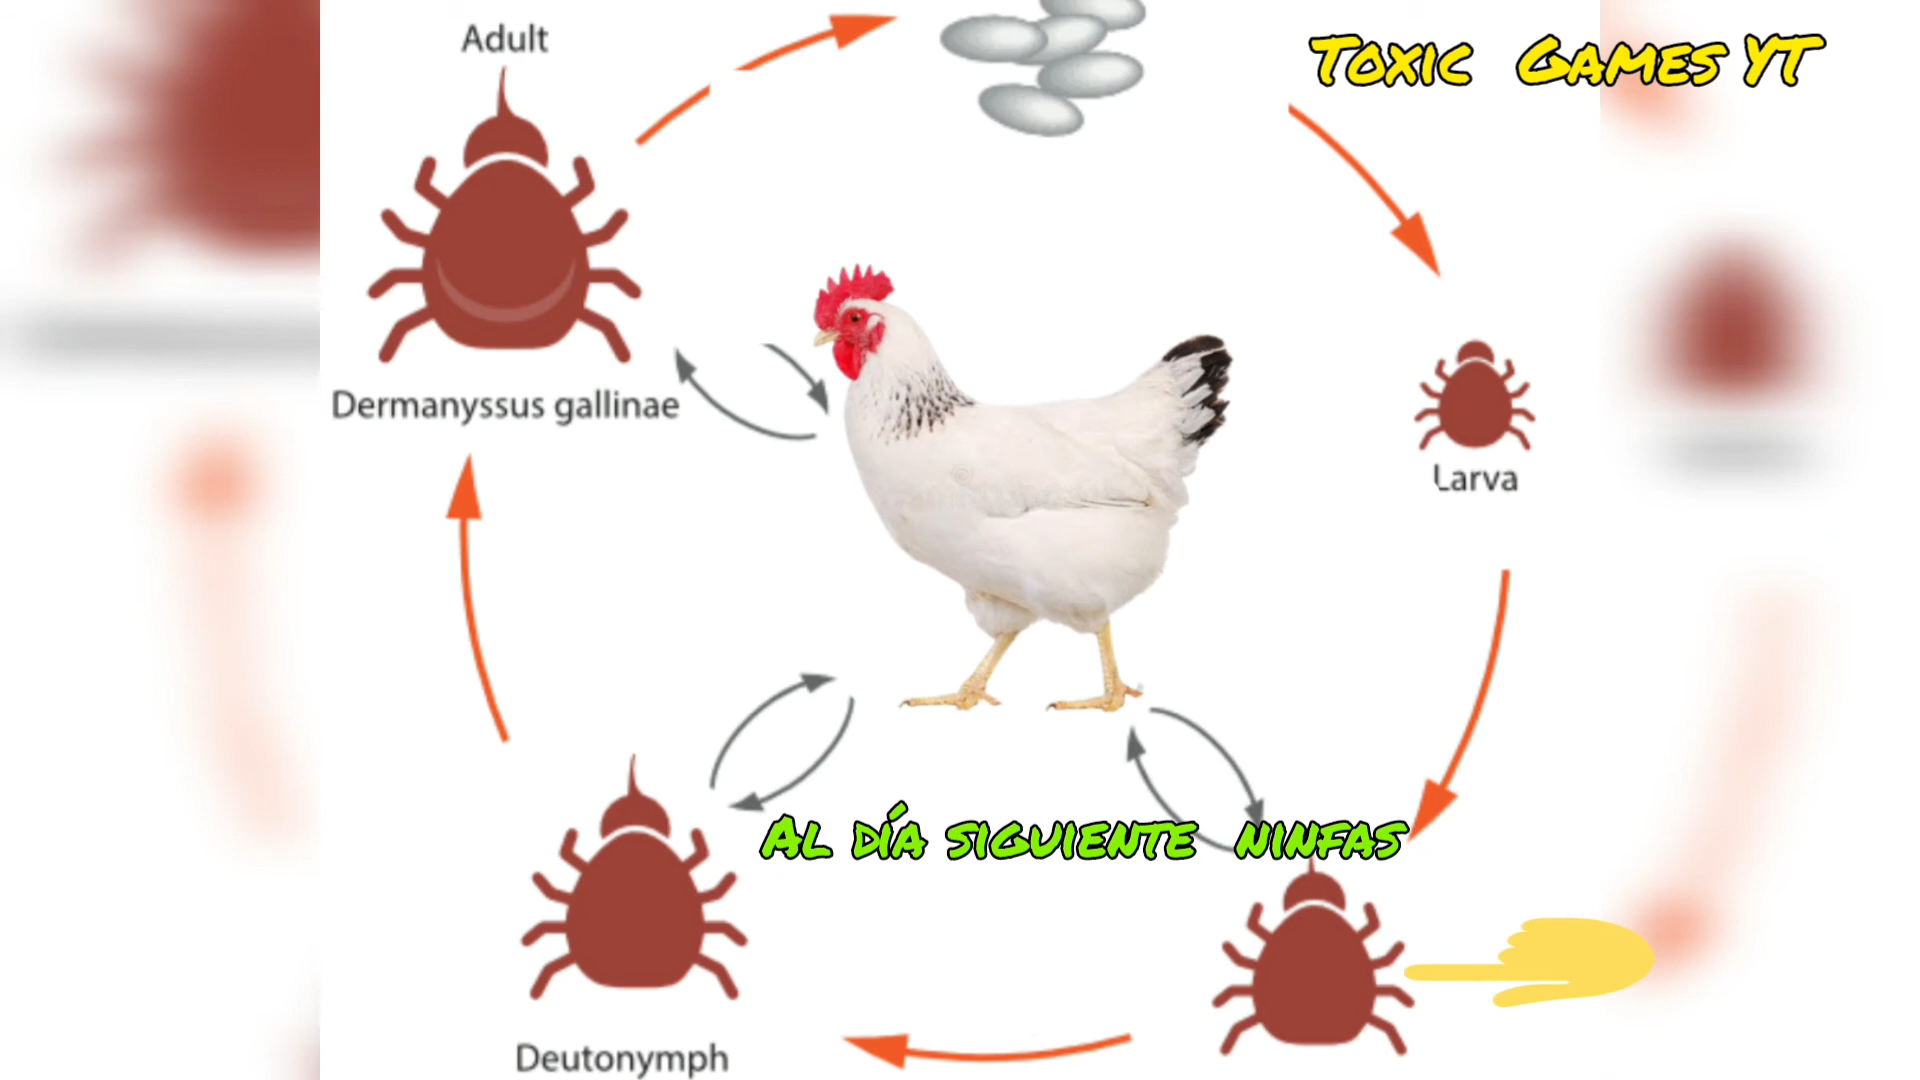 Adult
Toxic Games YT
Dermanyssus gallinae
Larva
Al día siguiente ninfas
Deutonymph